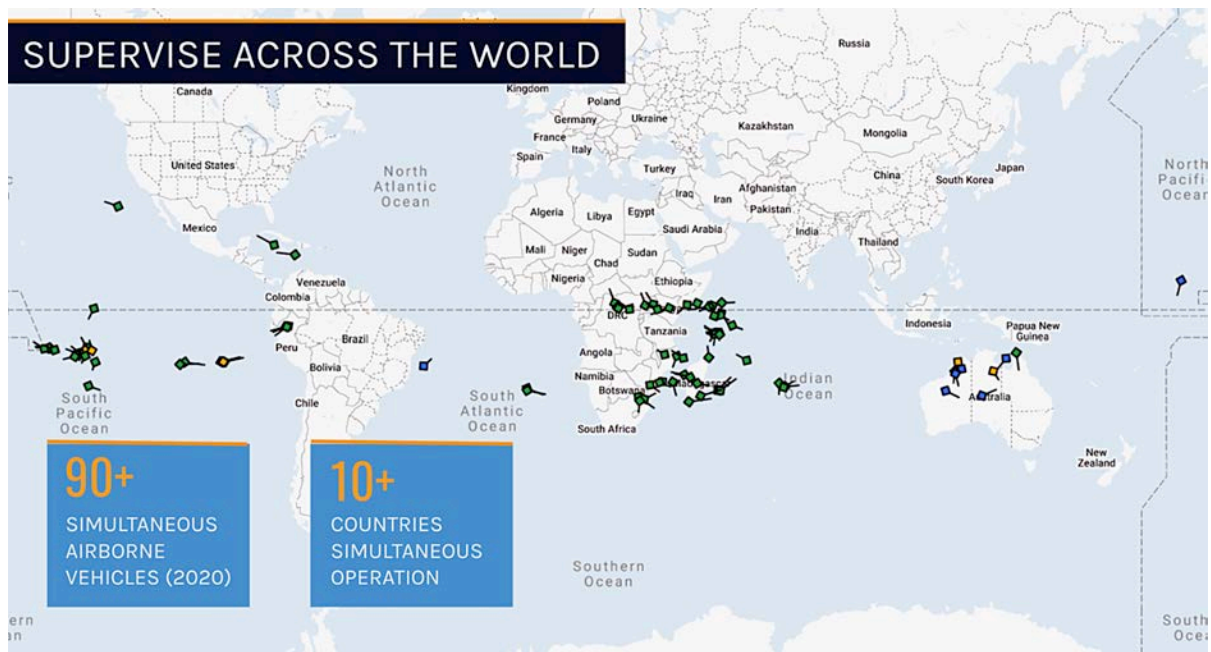 SUPERVISE ACROSS THE WORLD
Russia
Canada
Kingdom
Poland
Germany
Ukraine
France
Kazakhstan
Mongolia
Italy
Spain
United States
North
Atlantic
Ocean
Turkey
Japan
China
South Korea
North
Pacific
Ocean
Iraq
Iran
Afghanistan
Pakistan
Mexico
Algeria
Libya
Egypt
Saudi Arabia
India
Mali
Niger
Chad
Sudan
Thailand
Nigeria
Ethiopia
Venezuela
Colombia
DRC
Tanzania
Indonesia
Papua New
Guinea
Peru
Brazil
Bolivia
Angola
Namibia
Botswana
Indian
Ocean
Australia
South
Pacific
Ocean
Chile
South
Atlantic
Ocean
South Africa
New
Zealand
90+
SIMULTANEOUS
AIRBORNE
VEHICLES (2020)
10+
COUNTRIES
SIMULTANEOUS
OPERATION
Southern
Ocean